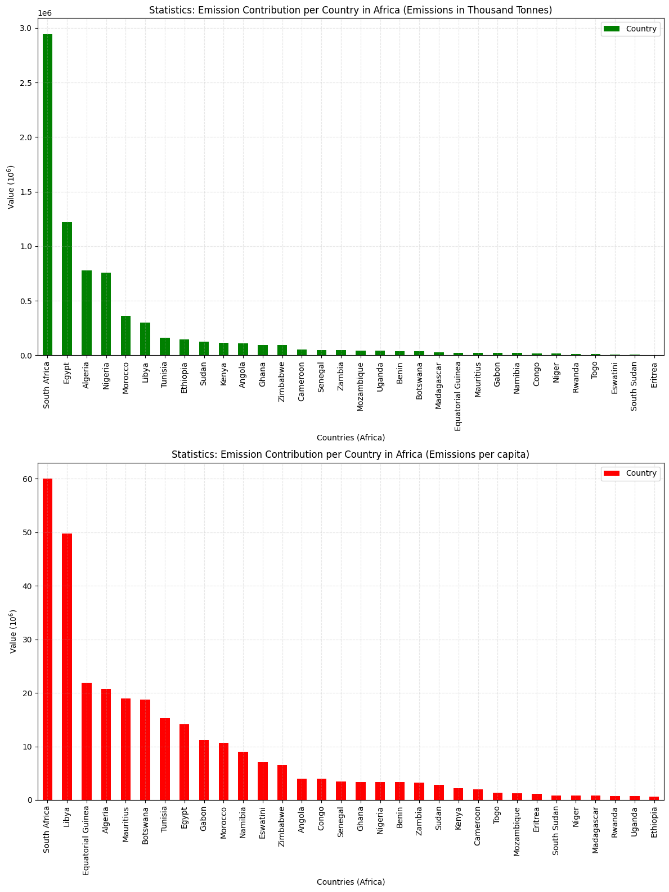 Statistics: Emission Contribution per Country in Africa (Emissions in Thousand Tonnes)
1e6
Country
3.0
2.5
2.0
1.5
1.0
0.5
0.0
Value (10⁶)
South Africa
Egypt
Algeria
Nigeria
Morocco
Libya
Tunisia
Ethiopia
Sudan
Kenya
Angola
Ghana
Zimbabwe
Cameroon
Senegal
Zambia
Mozambique
Uganda
Benin
Botswana
Madagascar
Equatorial Guinea
Mauritius
Gabon
Namibia
Congo
Niger
Rwanda
Togo
Eswatini
South Sudan
Eritrea
Countries (Africa)
Statistics: Emission Contribution per Country in Africa (Emissions per capita)
Country
60
50
40
30
20
10
0
Value (10⁶)
South Africa
Libya
Equatorial Guinea
Algeria
Mauritius
Botswana
Tunisia
Egypt
Gabon
Morocco
Namibia
Eswatini
Zimbabwe
Angola
Congo
Senegal
Ghana
Nigeria
Benin
Zambia
Sudan
Kenya
Cameroon
Togo
Mozambique
Eritrea
South Sudan
Niger
Madagascar
Rwanda
Uganda
Ethiopia
Countries (Africa)